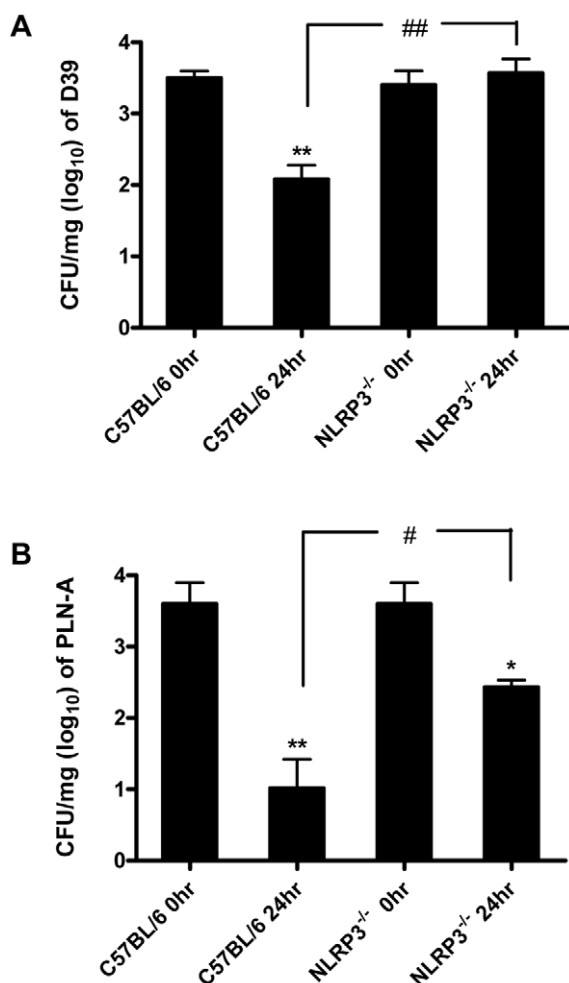 A
CFU/mg (log₁₀) of D39
4
3
2
1
0
**
##
C57BL/6 0hr
C57BL/6 24hr
NLRP3⁻/⁻ 0hr
NLRP3⁻/⁻ 24hr
B
CFU/mg (log₁₀) of PLN-A
4
3
2
1
0
**
#
*
C57BL/6 0hr
C57BL/6 24hr
NLRP3⁻/⁻ 0hr
NLRP3⁻/⁻ 24hr